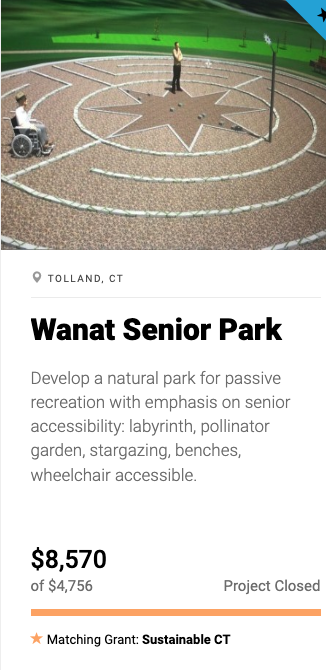 TOLLAND, CT
Wanat Senior Park
Develop a natural park for passive
recreation with emphasis on senior
accessibility: labyrinth, pollinator
garden, stargazing, benches,
wheelchair accessible.
$8,570
of $4,756 Project Closed
Matching Grant: Sustainable CT